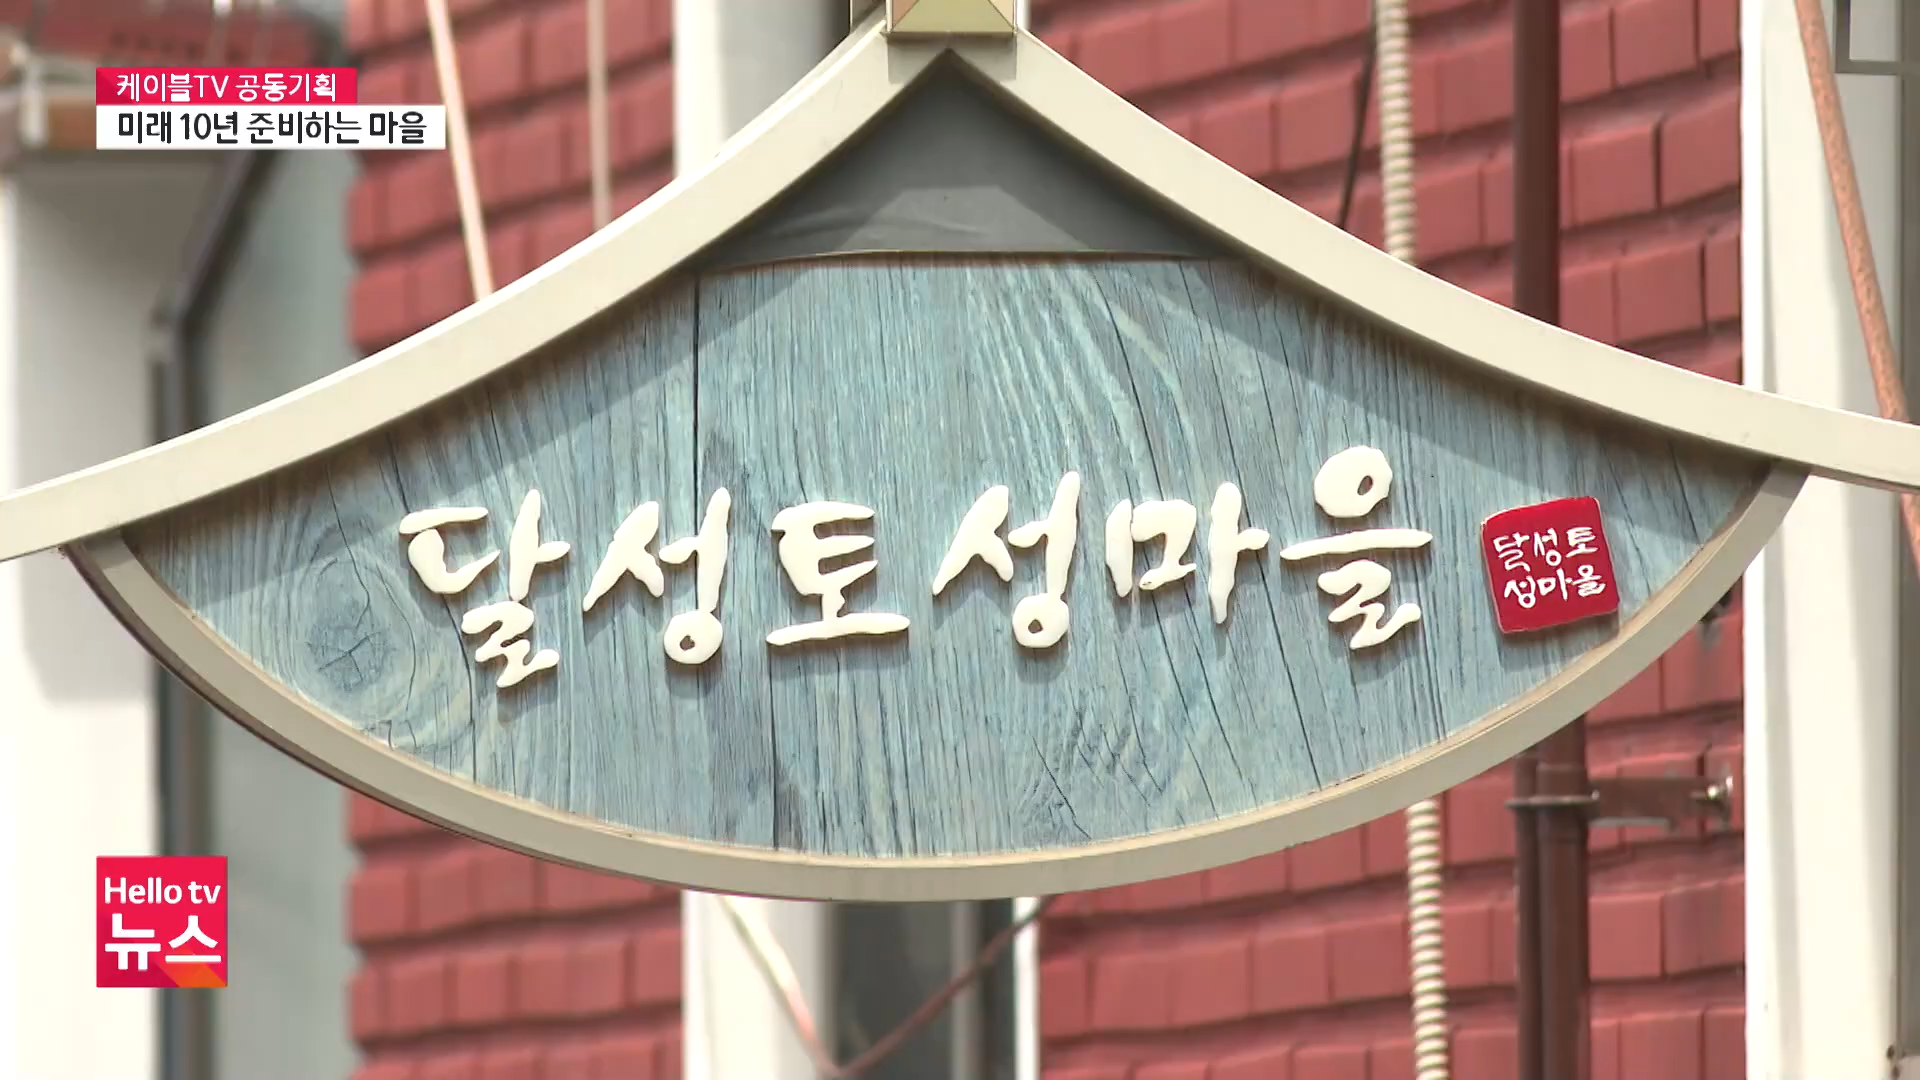 케이블TV 공동기획
미래 10년 준비하는 마을
달성토성마을
달성토
성마을
Hello tv
뉴스